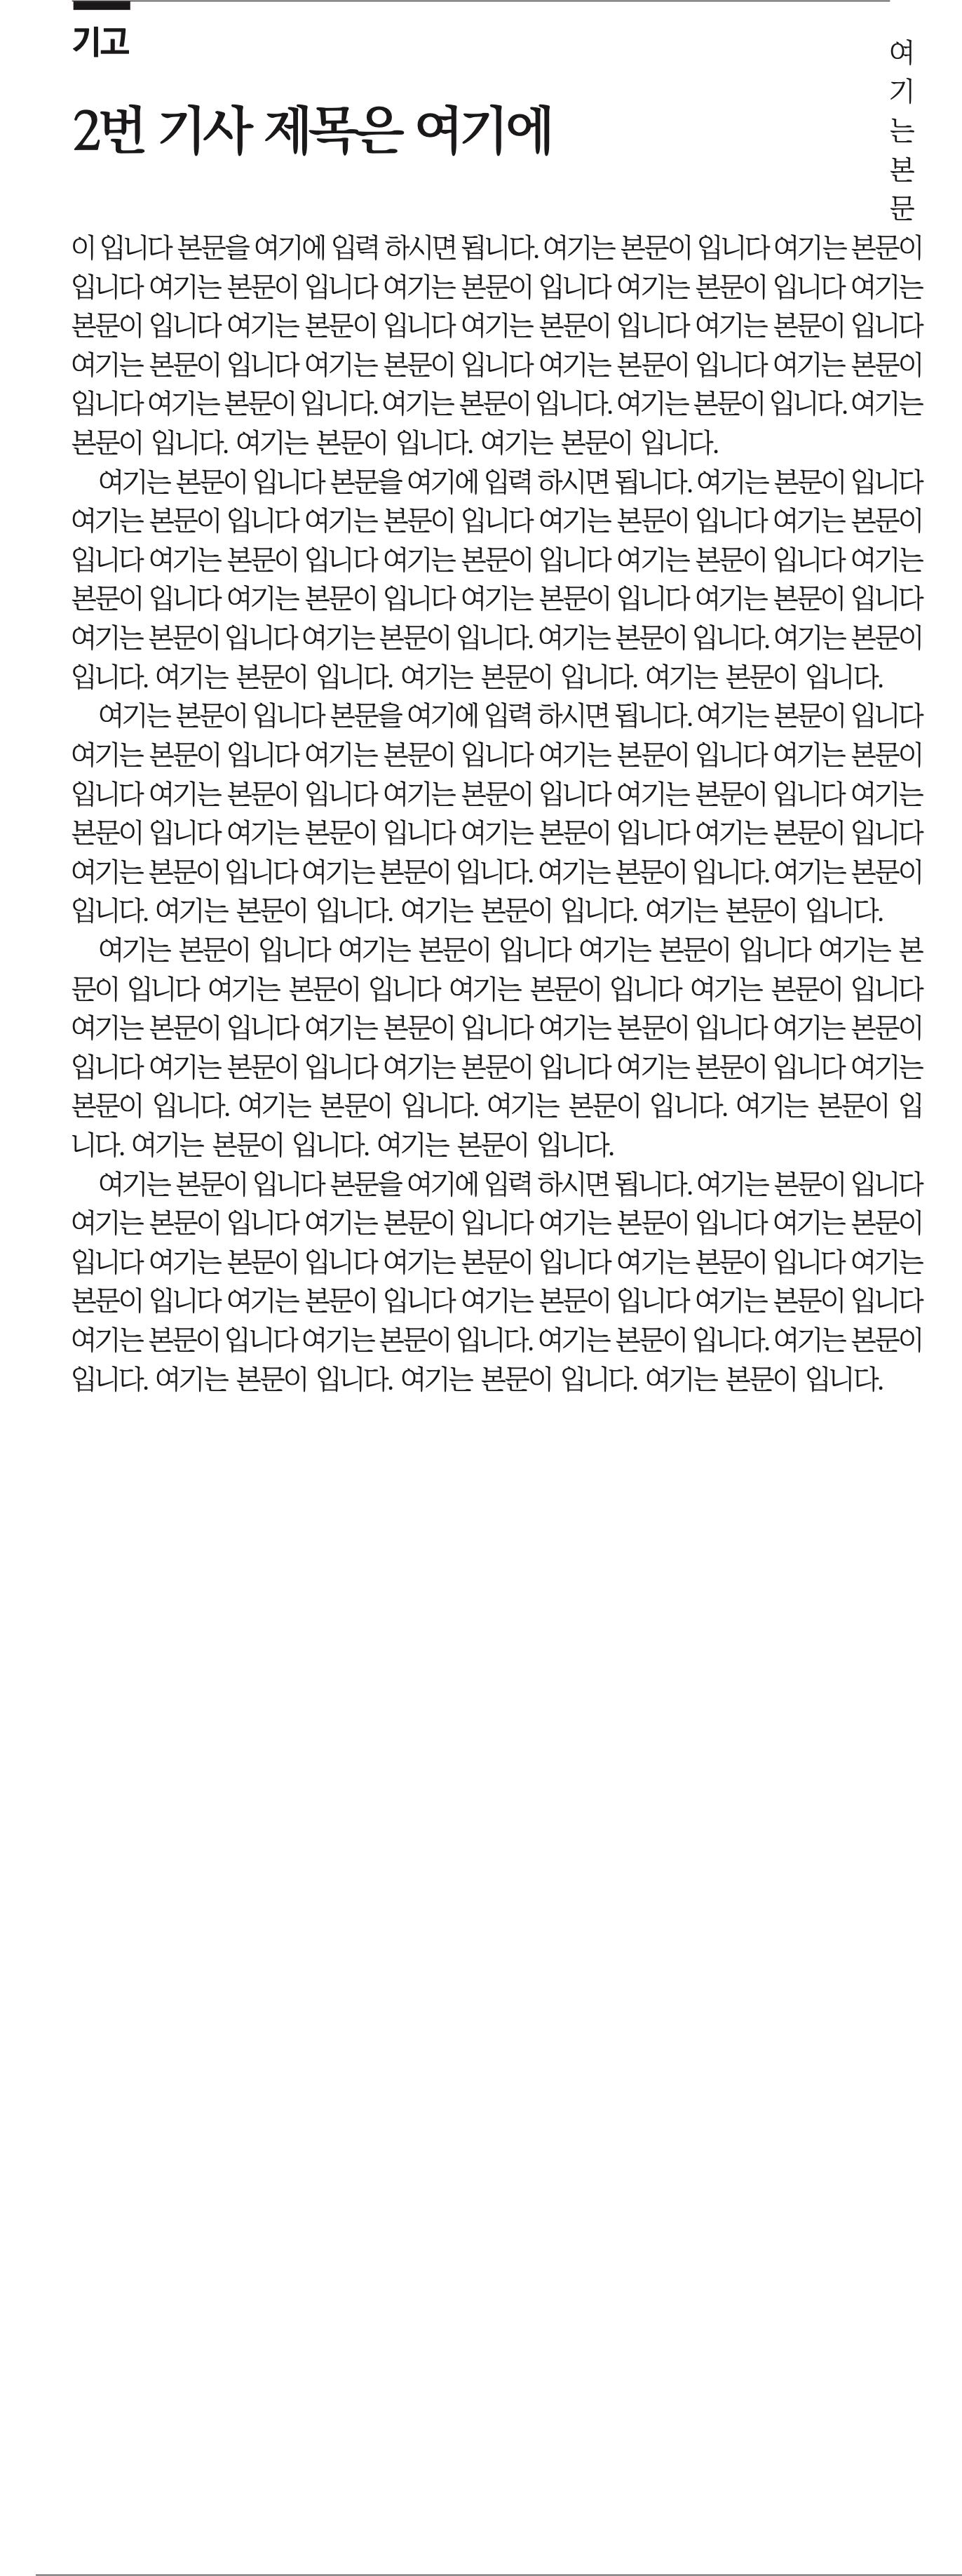 기고
2번 기사 제목은 여기에
여
기
는
본
문
이 입니다 본문을 여기에 입력 하시면 됩니다. 여기는 본문이 입니다 여기는 본문이
입니다 여기는 본문이 입니다 여기는 본문이 입니다 여기는 본문이 입니다 여기는
본문이 입니다 여기는 본문이 입니다 여기는 본문이 입니다 여기는 본문이 입니다
여기는 본문이 입니다 여기는 본문이 입니다 여기는 본문이 입니다 여기는 본문이
입니다 여기는 본문이 입니다. 여기는 본문이 입니다. 여기는 본문이 입니다. 여기는
본문이 입니다. 여기는 본문이 입니다. 여기는 본문이 입니다.
여기는 본문이 입니다 본문을 여기에 입력 하시면 됩니다. 여기는 본문이 입니다
여기는 본문이 입니다 여기는 본문이 입니다 여기는 본문이 입니다 여기는 본문이
입니다 여기는 본문이 입니다 여기는 본문이 입니다 여기는 본문이 입니다 여기는
본문이 입니다 여기는 본문이 입니다 여기는 본문이 입니다 여기는 본문이 입니다
여기는 본문이 입니다 여기는 본문이 입니다. 여기는 본문이 입니다. 여기는 본문이
입니다. 여기는 본문이 입니다. 여기는 본문이 입니다. 여기는 본문이 입니다.
여기는 본문이 입니다 본문을 여기에 입력 하시면 됩니다. 여기는 본문이 입니다
여기는 본문이 입니다 여기는 본문이 입니다 여기는 본문이 입니다 여기는 본문이
입니다 여기는 본문이 입니다 여기는 본문이 입니다 여기는 본문이 입니다 여기는
본문이 입니다 여기는 본문이 입니다 여기는 본문이 입니다 여기는 본문이 입니다
여기는 본문이 입니다 여기는 본문이 입니다. 여기는 본문이 입니다. 여기는 본문이
입니다. 여기는 본문이 입니다. 여기는 본문이 입니다. 여기는 본문이 입니다.
여기는 본문이 입니다 여기는 본문이 입니다 여기는 본문이 입니다 여기는 본
문이 입니다 여기는 본문이 입니다 여기는 본문이 입니다 여기는 본문이 입니다
여기는 본문이 입니다 여기는 본문이 입니다 여기는 본문이 입니다 여기는 본문이
입니다 여기는 본문이 입니다 여기는 본문이 입니다 여기는 본문이 입니다 여기는
본문이 입니다. 여기는 본문이 입니다. 여기는 본문이 입니다. 여기는 본문이 입
니다. 여기는 본문이 입니다. 여기는 본문이 입니다.
여기는 본문이 입니다 본문을 여기에 입력 하시면 됩니다. 여기는 본문이 입니다
여기는 본문이 입니다 여기는 본문이 입니다 여기는 본문이 입니다 여기는 본문이
입니다 여기는 본문이 입니다 여기는 본문이 입니다 여기는 본문이 입니다 여기는
본문이 입니다 여기는 본문이 입니다 여기는 본문이 입니다 여기는 본문이 입니다
여기는 본문이 입니다 여기는 본문이 입니다. 여기는 본문이 입니다. 여기는 본문이
입니다. 여기는 본문이 입니다. 여기는 본문이 입니다. 여기는 본문이 입니다.